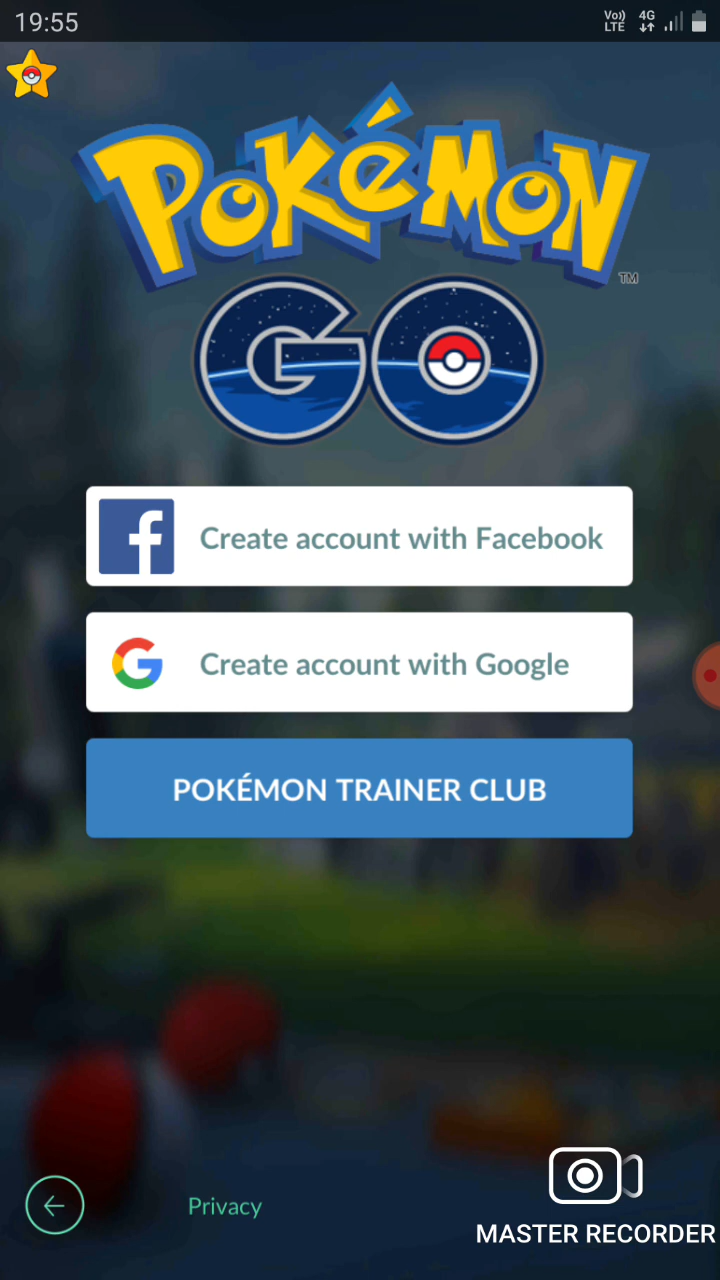 19:55
Vo)) 4G
LTE
POKÉMON
TM
GO
f Create account with Facebook
G Create account with Google
POKÉMON TRAINER CLUB
Privacy
MASTER RECORDER